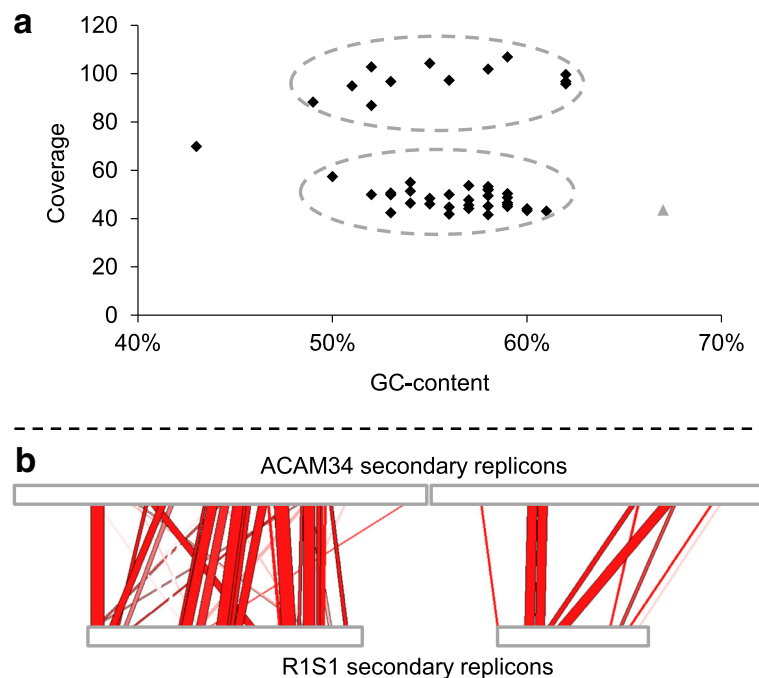 a
120
100
80
60
40
20
0
Coverage
40%
50%
60%
70%
GC-content
b
ACAM34 secondary replicons
R1S1 secondary replicons